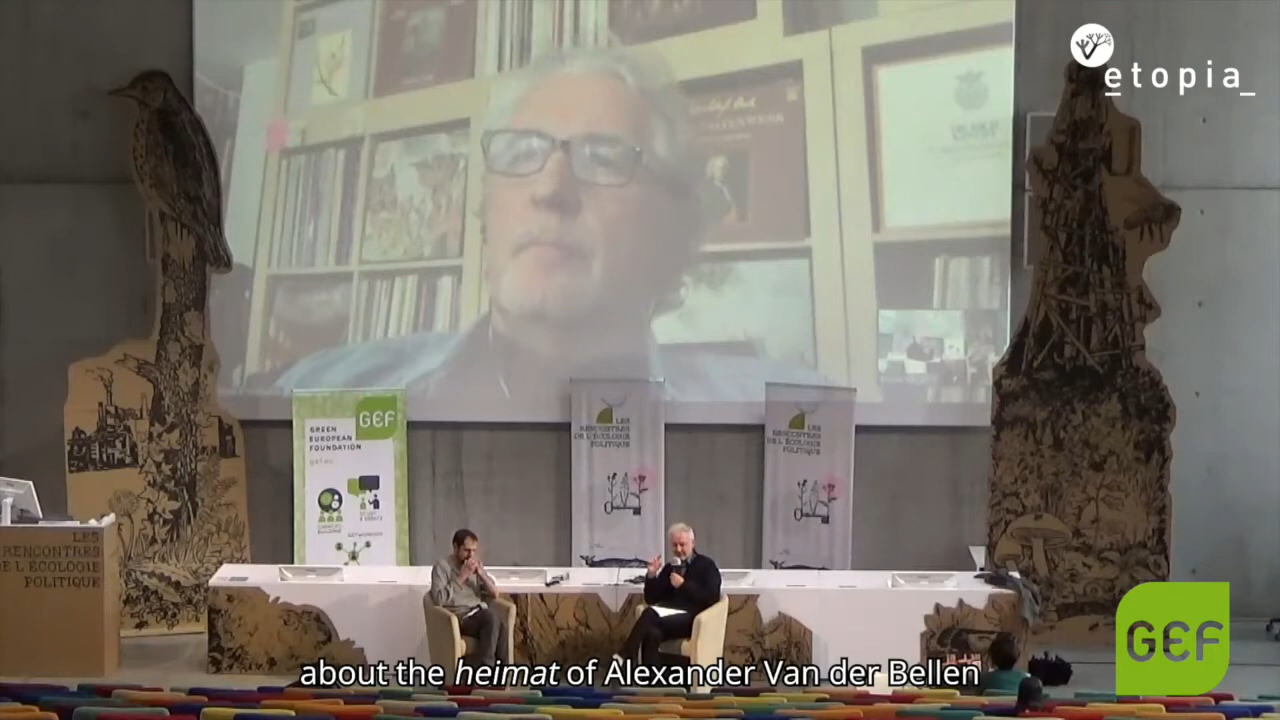 etopia_
GEF
GREEN
EUROPEAN
FOUNDATION
gef.eu
LES
RENCONTRES
DE L'ÉCOLOGIE
POLITIQUE
LES
RENCONTRES
DE L'ÉCOLOGIE
POLITIQUE
LES
RENCONTRES
DE L'ÉCOLOGIE
POLITIQUE
GEF
about the heimat of Alexander Van der Bellen